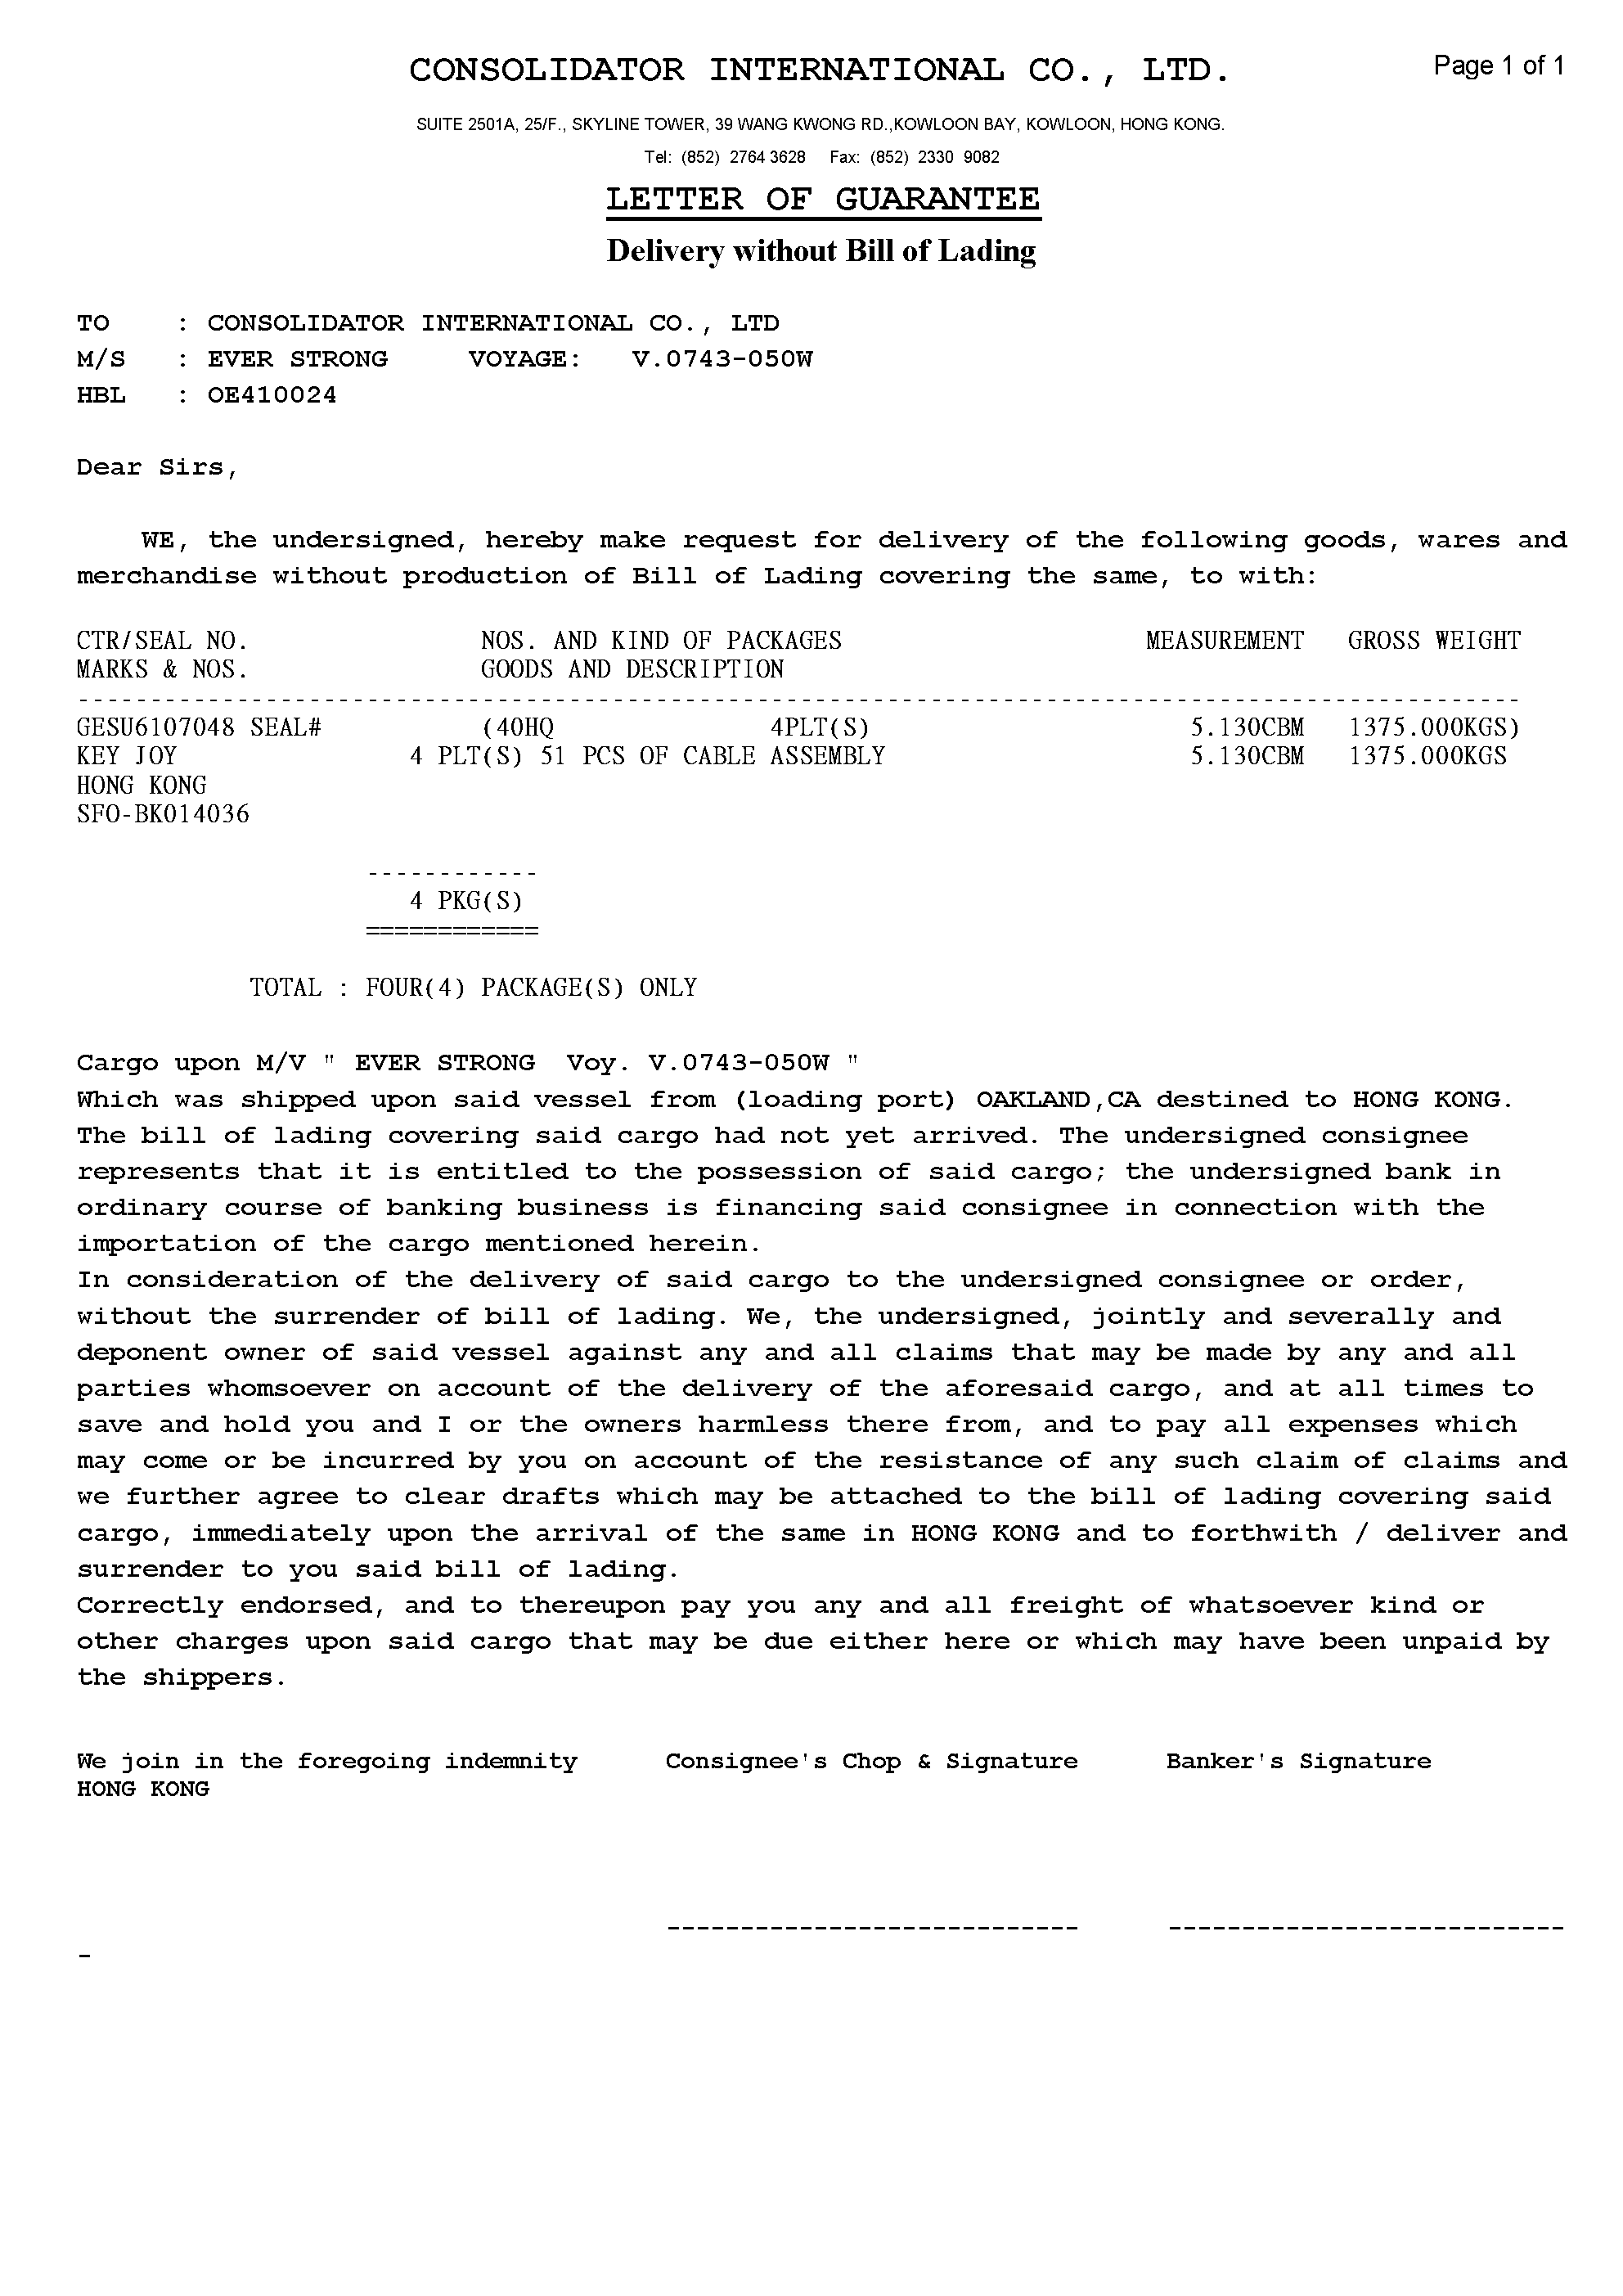 CONSOLIDATOR INTERNATIONAL CO., LTD.
Page 1 of 1
SUITE 2501A, 25/F., SKYLINE TOWER, 39 WANG KWONG RD.,KOWLOON BAY, KOWLOON, HONG KONG.
Tel: (852) 2764 3628 Fax: (852) 2330 9082
LETTER OF GUARANTEE
Delivery without Bill of Lading
TO : CONSOLIDATOR INTERNATIONAL CO., LTD
M/S : EVER STRONG VOYAGE: V.0743-050W
HBL : OE410024
Dear Sirs,
WE, the undersigned, hereby make request for delivery of the following goods, wares and
merchandise without production of Bill of Lading covering the same, to with:
CTR/SEAL NO. NOS. AND KIND OF PACKAGES MEASUREMENT GROSS WEIGHT
MARKS & NOS. GOODS AND DESCRIPTION
----------------------------------------------------------------------------------------------------
GESU6107048 SEAL# (40HQ 4PLT(S) 5.130CBM 1375.000KGS)
KEY JOY 4 PLT(S) 51 PCS OF CABLE ASSEMBLY 5.130CBM 1375.000KGS
HONG KONG
SFO-BK014036
------------
4 PKG(S)
============
TOTAL : FOUR(4) PACKAGE(S) ONLY
Cargo upon M/V " EVER STRONG Voy. V.0743-050W "
Which was shipped upon said vessel from (loading port) OAKLAND,CA destined to HONG KONG.
The bill of lading covering said cargo had not yet arrived. The undersigned consignee
represents that it is entitled to the possession of said cargo; the undersigned bank in
ordinary course of banking business is financing said consignee in connection with the
importation of the cargo mentioned herein.
In consideration of the delivery of said cargo to the undersigned consignee or order,
without the surrender of bill of lading. We, the undersigned, jointly and severally and
deponent owner of said vessel against any and all claims that may be made by any and all
parties whomsoever on account of the delivery of the aforesaid cargo, and at all times to
save and hold you and I or the owners harmless there from, and to pay all expenses which
may come or be incurred by you on account of the resistance of any such claim of claims and
we further agree to clear drafts which may be attached to the bill of lading covering said
cargo, immediately upon the arrival of the same in HONG KONG and to forthwith / deliver and
surrender to you said bill of lading.
Correctly endorsed, and to thereupon pay you any and all freight of whatsoever kind or
other charges upon said cargo that may be due either here or which may have been unpaid by
the shippers.
We join in the foregoing indemnity Consignee's Chop & Signature Banker's Signature
HONG KONG
---------------------------- ---------------------------
-